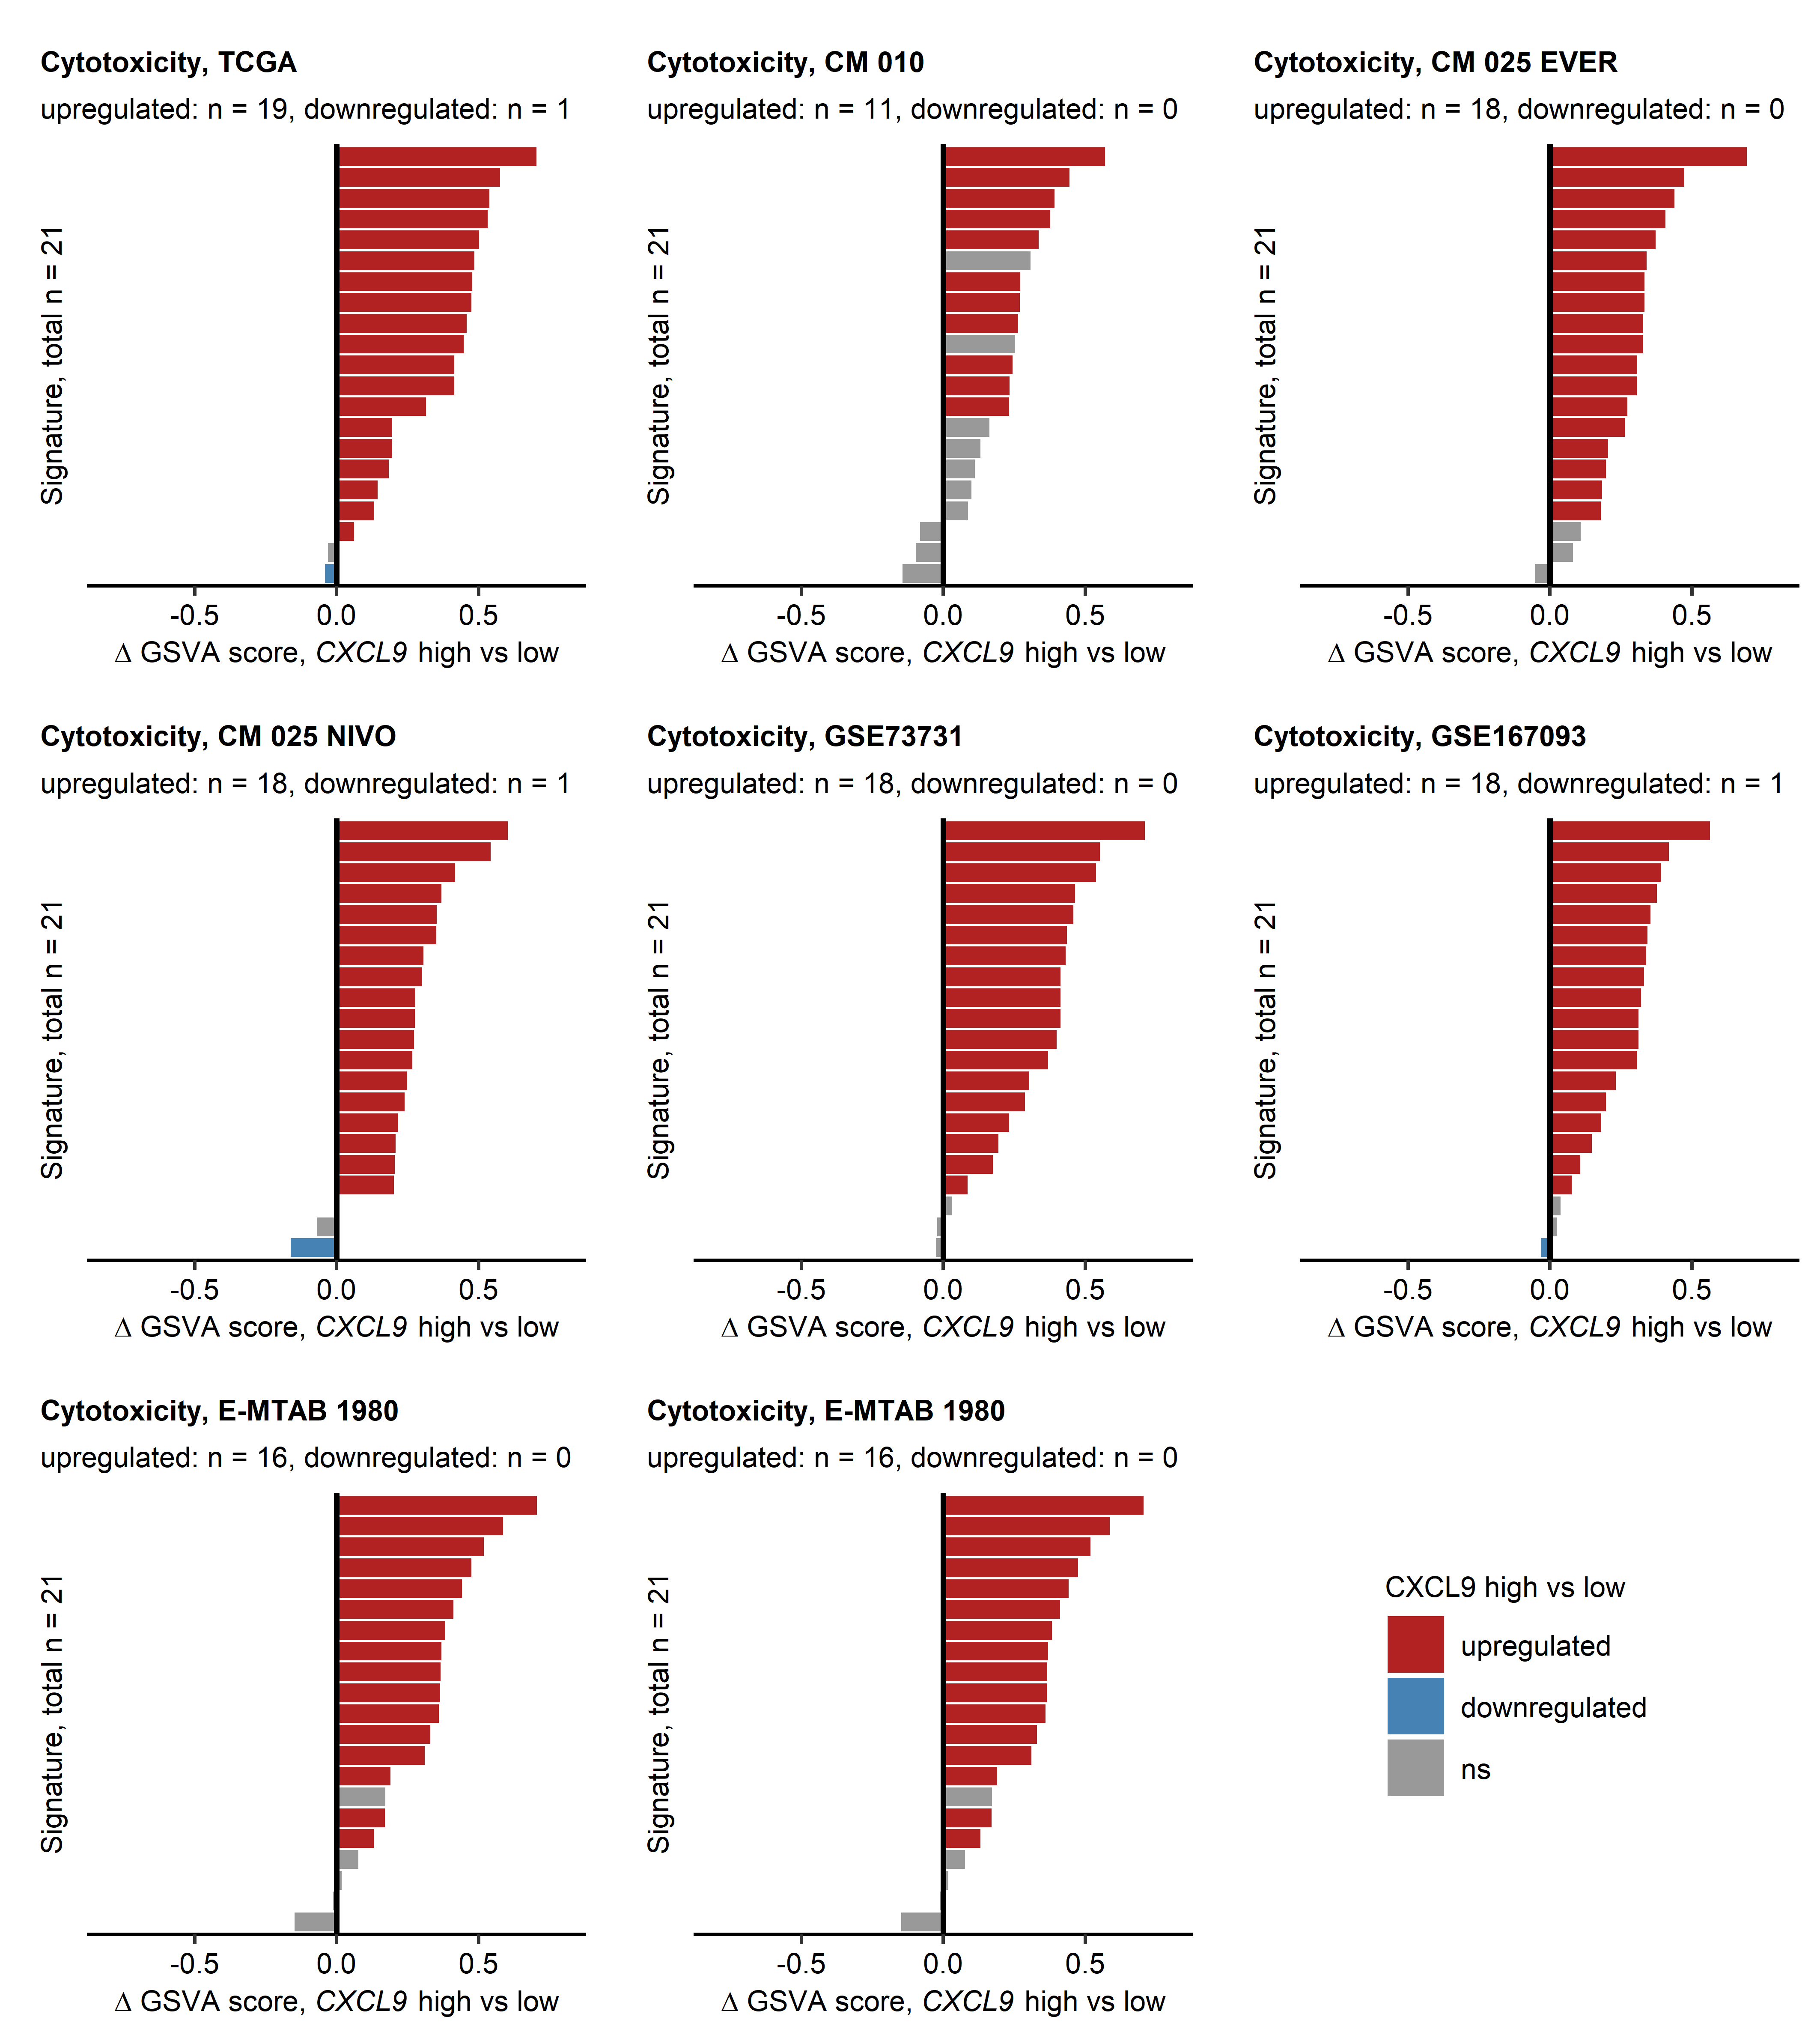 Cytotoxicity, TCGA
upregulated: n = 19, downregulated: n = 1
Signature, total n = 21
-0.5 0.0 0.5
Δ GSVA score, CXCL9 high vs low
Cytotoxicity, CM 010
upregulated: n = 11, downregulated: n = 0
Signature, total n = 21
-0.5 0.0 0.5
Δ GSVA score, CXCL9 high vs low
Cytotoxicity, CM 025 EVER
upregulated: n = 18, downregulated: n = 0
Signature, total n = 21
-0.5 0.0 0.5
Δ GSVA score, CXCL9 high vs low
Cytotoxicity, CM 025 NIVO
upregulated: n = 18, downregulated: n = 1
Signature, total n = 21
-0.5 0.0 0.5
Δ GSVA score, CXCL9 high vs low
Cytotoxicity, GSE73731
upregulated: n = 18, downregulated: n = 0
Signature, total n = 21
-0.5 0.0 0.5
Δ GSVA score, CXCL9 high vs low
Cytotoxicity, GSE167093
upregulated: n = 18, downregulated: n = 1
Signature, total n = 21
-0.5 0.0 0.5
Δ GSVA score, CXCL9 high vs low
Cytotoxicity, E-MTAB 1980
upregulated: n = 16, downregulated: n = 0
Signature, total n = 21
-0.5 0.0 0.5
Δ GSVA score, CXCL9 high vs low
Cytotoxicity, E-MTAB 1980
upregulated: n = 16, downregulated: n = 0
Signature, total n = 21
-0.5 0.0 0.5
Δ GSVA score, CXCL9 high vs low
CXCL9 high vs low
upregulated
downregulated
ns